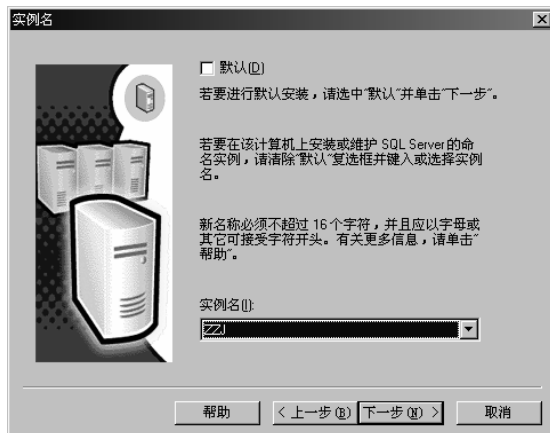 实例名
默认(D)
若要进行默认安装，请选中"默认"并单击"下一步"。
若要在该计算机上安装或维护 SQL Server的命
名实例，请清除"默认"复选框并键入或选择实例
名。
新名称必须不超过 16个字符，并且应以字母或
其它可接受字符开头。有关更多信息，请单击"
帮助"。
实例名(I):
ZZJ
帮助
< 上一步(B)
下一步(N) >
取消